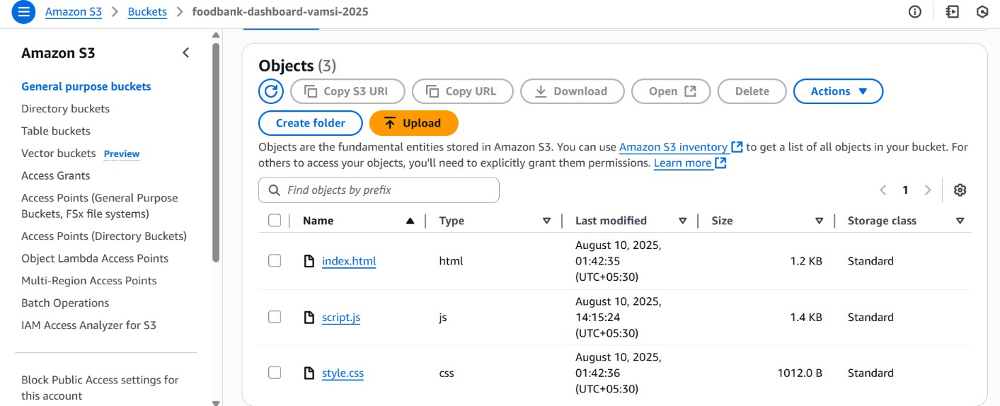 Amazon S3 > Buckets > foodbank-dashboard-vamsi-2025
Amazon S3
General purpose buckets
Directory buckets
Table buckets
Vector buckets Preview
Access Grants
Access Points (General Purpose
Buckets, FSx file systems)
Access Points (Directory Buckets)
Object Lambda Access Points
Multi-Region Access Points
Batch Operations
IAM Access Analyzer for S3
Block Public Access settings for
this account
Objects (3)
Copy S3 URI Copy URL Download Open Delete Actions
Create folder Upload
Objects are the fundamental entities stored in Amazon S3. You can use Amazon S3 inventory to get a list of all objects in your bucket. For
others to access your objects, you'll need to explicitly grant them permissions. Learn more
Find objects by prefix
1
Name Type Last modified Size Storage class
index.html html August 10, 2025, 1.2 KB Standard
01:42:35
(UTC+05:30)
script.js js August 10, 2025, 1.4 KB Standard
14:15:24
(UTC+05:30)
style.css css August 10, 2025, 1012.0 B Standard
01:42:36
(UTC+05:30)